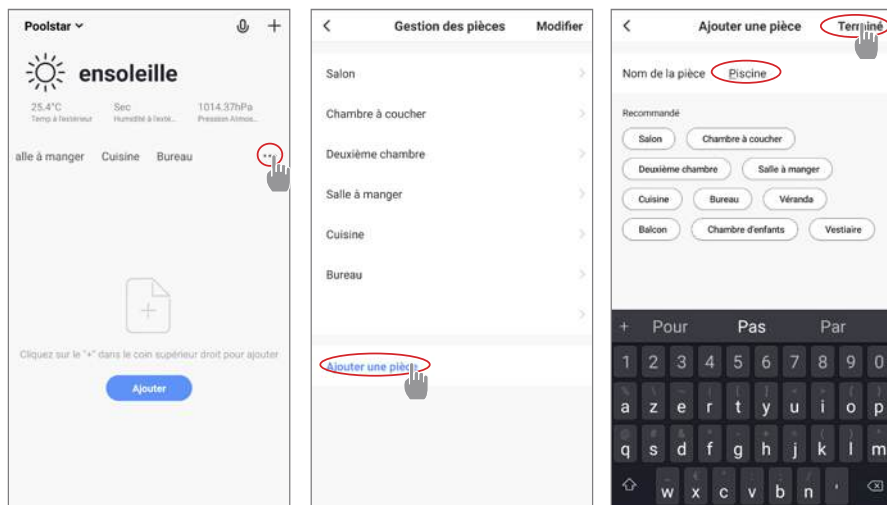 Poolstar
ensoleille
25.4°C Sec 1014.37hPa
Temp à l'extérieur Humidité à l'exté... Pression Atmos...
alle à manger Cuisine Bureau ...
Cliquez sur le "+" dans le coin supérieur droit pour ajouter
Ajouter
Gestion des pièces Modifier
Salon
Chambre à coucher
Deuxième chambre
Salle à manger
Cuisine
Bureau
Ajouter une pièce
Ajouter une pièce Terminé
Nom de la pièce Piscine
Recommandé
Salon Chambre à coucher
Deuxième chambre Salle à manger
Cuisine Bureau Véranda
Balcon Chambre d'enfants Vestiaire
+ Pour Pas Par
1 2 3 4 5 6 7 8 9 0
a z e r t y u i o p
q s d f g h j k l m
w x c v b n '